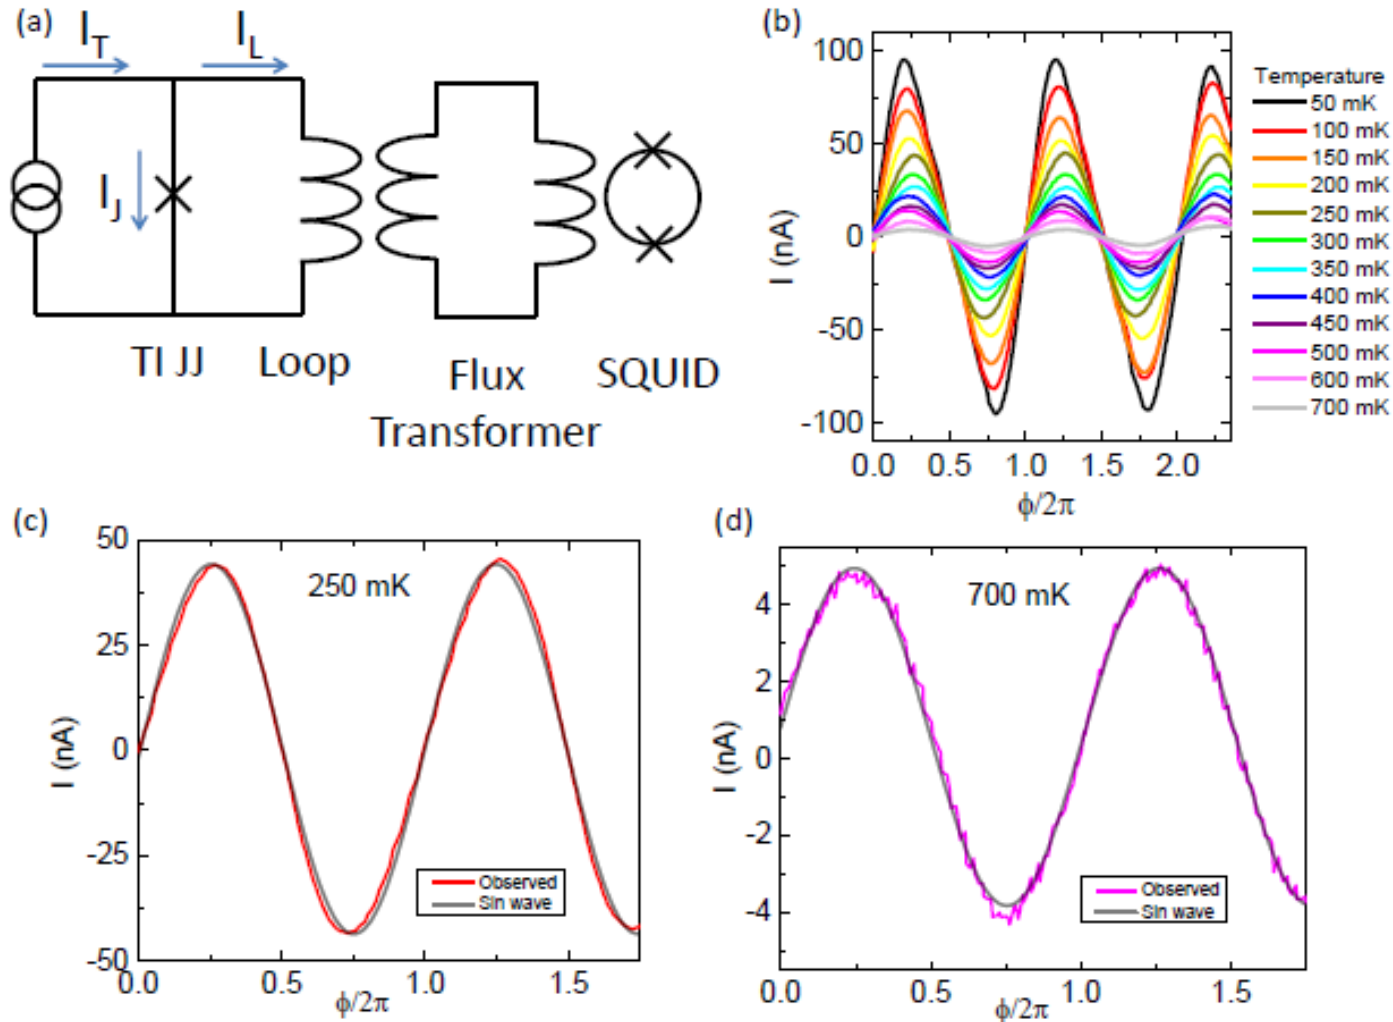 (a)
I_T
I_L
I_J
TI JJ
Loop
Flux
Transformer
SQUID
(b)
100
50
0
-50
-100
I (nA)
0.0 0.5 1.0 1.5 2.0
ϕ/2π
Temperature
50 mK
100 mK
150 mK
200 mK
250 mK
300 mK
350 mK
400 mK
450 mK
500 mK
600 mK
700 mK
(c)
50
25
0
-25
-50
I (nA)
250 mK
Observed
Sin wave
0.0 0.5 1.0 1.5
ϕ/2π
(d)
4
2
0
-2
-4
I (nA)
700 mK
Observed
Sin wave
0.0 0.5 1.0 1.5
ϕ/2π